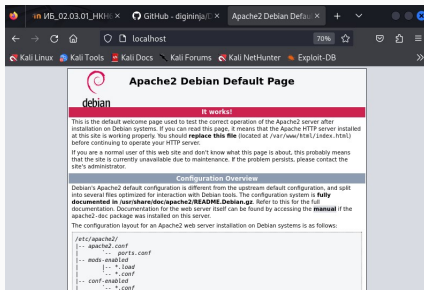 ИБ_02.03.01_НКН
GitHub - digininja/D
Apache2 Debian Defaul
localhost
70%
Kali Linux
Kali Tools
Kali Docs
Kali Forums
Kali NetHunter
Exploit-DB
Apache2 Debian Default Page
debian
It works!
This is the default welcome page used to test the correct operation of the Apache2 server after
installation on Debian systems. If you can read this page, it means that the Apache HTTP server installed
at this site is working properly. You should replace this file (located at /var/www/html/index.html)
before continuing to operate your HTTP server.
If you are a normal user of this web site and don't know what this page is about, this probably means
that the site is currently unavailable due to maintenance. If the problem persists, please contact the
site's administrator.
Configuration Overview
Debian's Apache2 default configuration is different from the upstream default configuration, and split
into several files optimized for interaction with Debian tools. The configuration system is fully
documented in /usr/share/doc/apache2/README.Debian.gz. Refer to this for the full
documentation. Documentation for the web server itself can be found by accessing the manual if the
apache2-doc package was installed on this server.
The configuration layout for an Apache2 web server installation on Debian systems is as follows:
/etc/apache2/
|-- apache2.conf
|       `-- ports.conf
|-- mods-enabled
|       |-- *.load
|       `-- *.conf
|-- conf-enabled
|       `-- *.conf